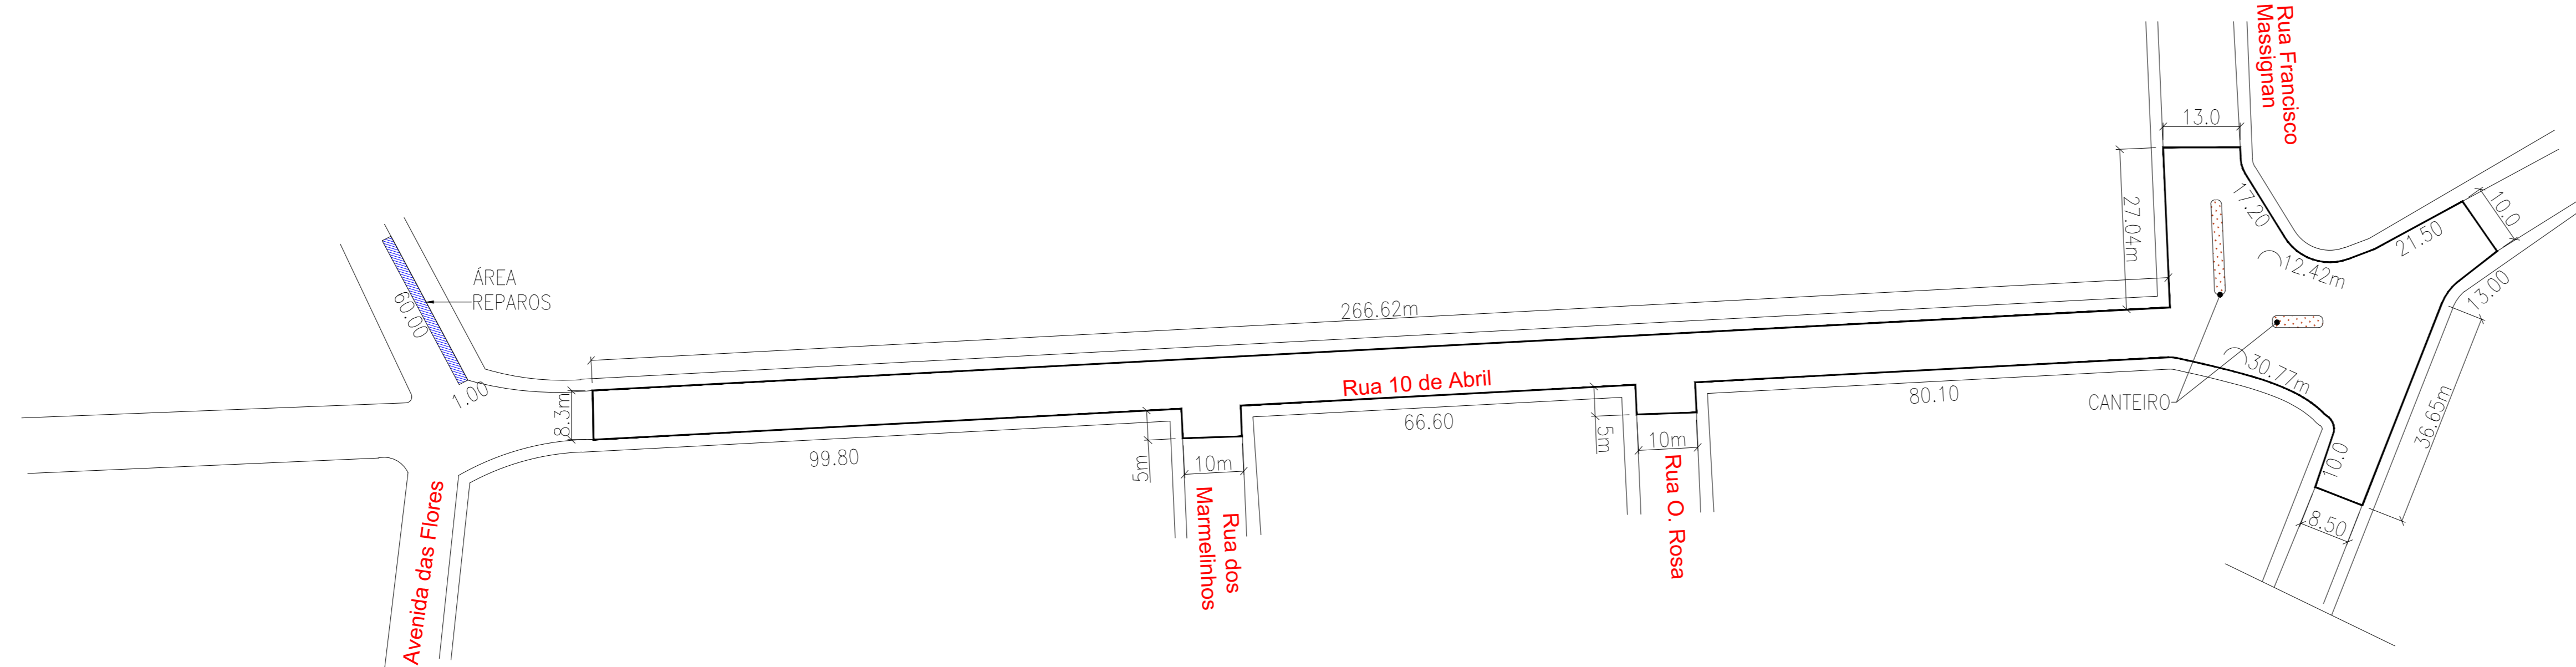 Rua Francisco
Massignan
13.0
27.04m
17.20
10.0
21.50
12.42m
13.00
ÁREA
REPAROS
60.00
1.00
266.62m
8.3m
Rua 10 de Abril
99.80
66.60
80.10
30.77m
CANTEIRO
36.65m
10.0
8.50
5m
10m
5m
10m
Avenida das Flores
Rua dos
Marmelinhos
Rua O. Rosa